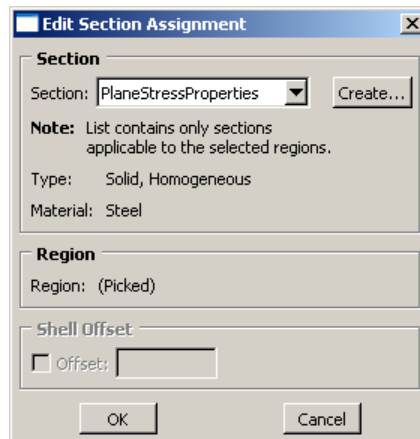 Edit Section Assignment
Section
Section: PlaneStressProperties Create...
Note: List contains only sections
applicable to the selected regions.
Type: Solid, Homogeneous
Material: Steel
Region
Region: (Picked)
Shell Offset
Offset:
OK Cancel